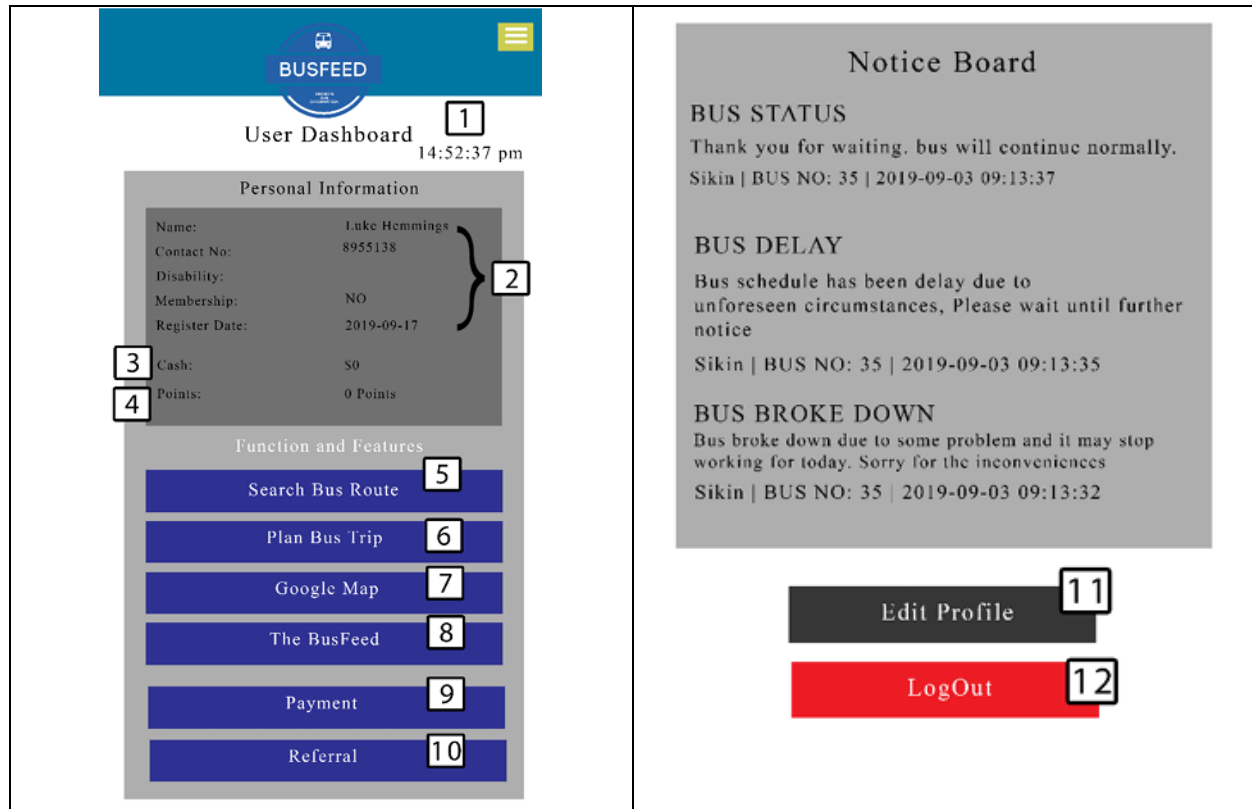 BUSFEED
User Dashboard
1
14:52:37 pm
Personal Information
Name: Luke Hemmings
Contact No: 8955138
Disability:
Membership: NO
Register Date: 2019-09-17
2
3
Cash: $0
4
Points: 0 Points
Function and Features
Search Bus Route
5
Plan Bus Trip
6
Google Map
7
The BusFeed
8
Payment
9
Referral
10
Notice Board
BUS STATUS
Thank you for waiting. bus will continue normally.
Sikin | BUS NO: 35 | 2019-09-03 09:13:37
BUS DELAY
Bus schedule has been delay due to
unforeseen circumstances, Please wait until further
notice
Sikin | BUS NO: 35 | 2019-09-03 09:13:35
BUS BROKE DOWN
Bus broke down due to some problem and it may stop
working for today. Sorry for the inconveniences
Sikin | BUS NO: 35 | 2019-09-03 09:13:32
Edit Profile
11
LogOut
12